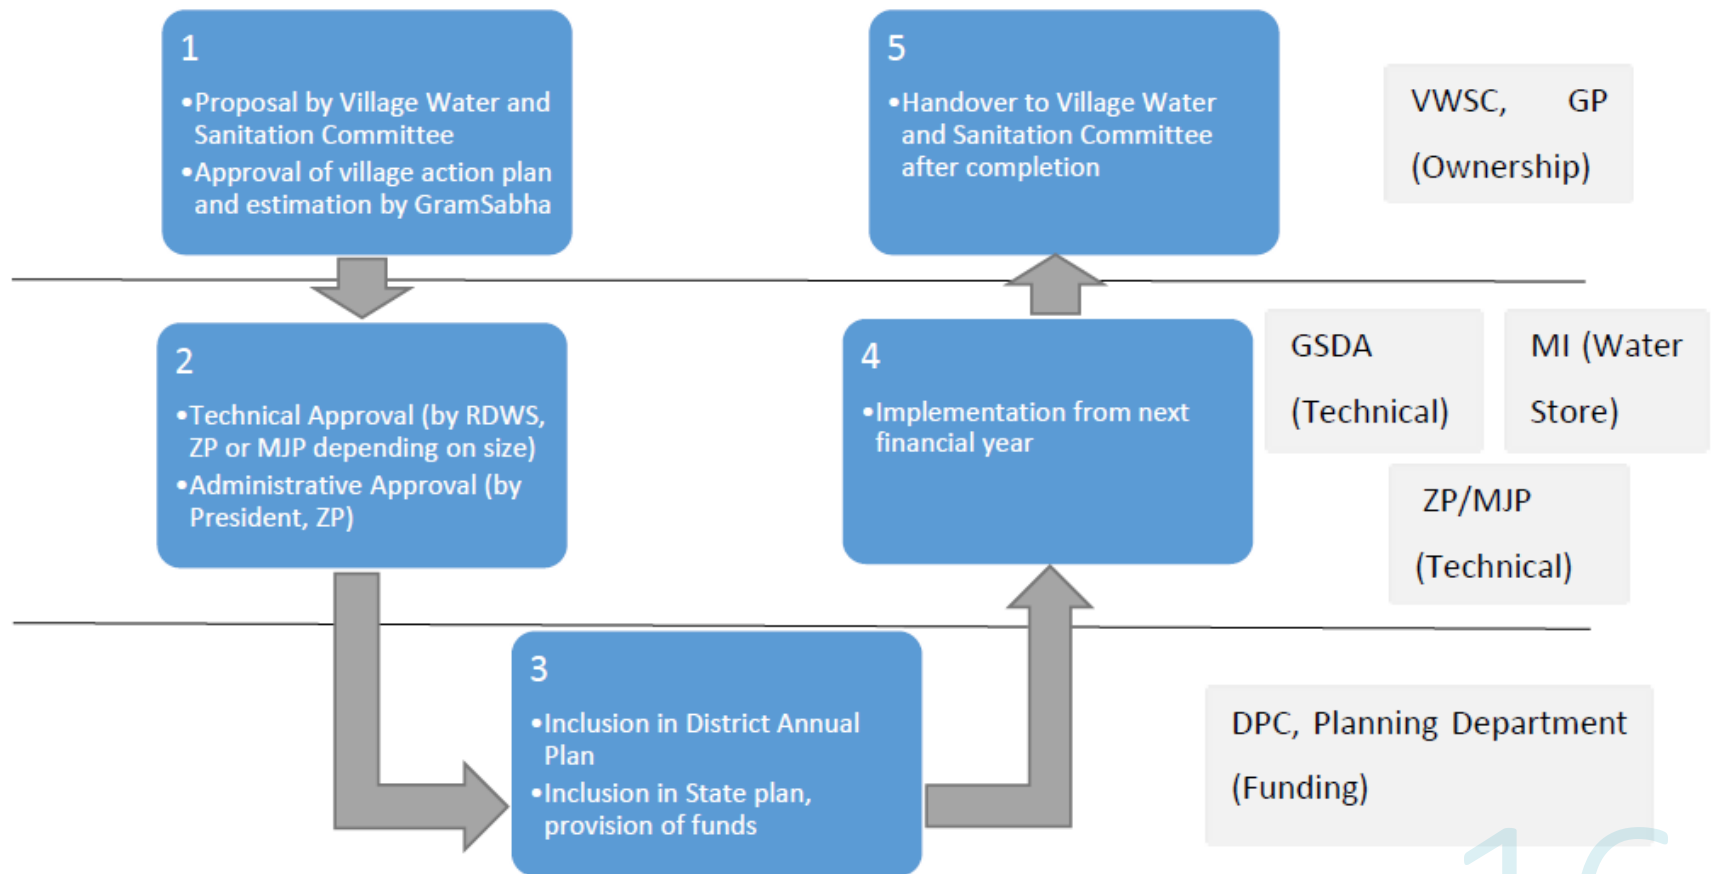 1
•Proposal by Village Water and
Sanitation Committee
•Approval of village action plan
and estimation by GramSabha
5
•Handover to Village Water
and Sanitation Committee
after completion
VWSC, GP
(Ownership)
2
•Technical Approval (by RDWS,
ZP or MJP depending on size)
•Administrative Approval (by
President, ZP)
4
•Implementation from next
financial year
GSDA
(Technical)
MI (Water
Store)
ZP/MJP
(Technical)
3
•Inclusion in District Annual
Plan
•Inclusion in State plan,
provision of funds
DPC, Planning Department
(Funding)